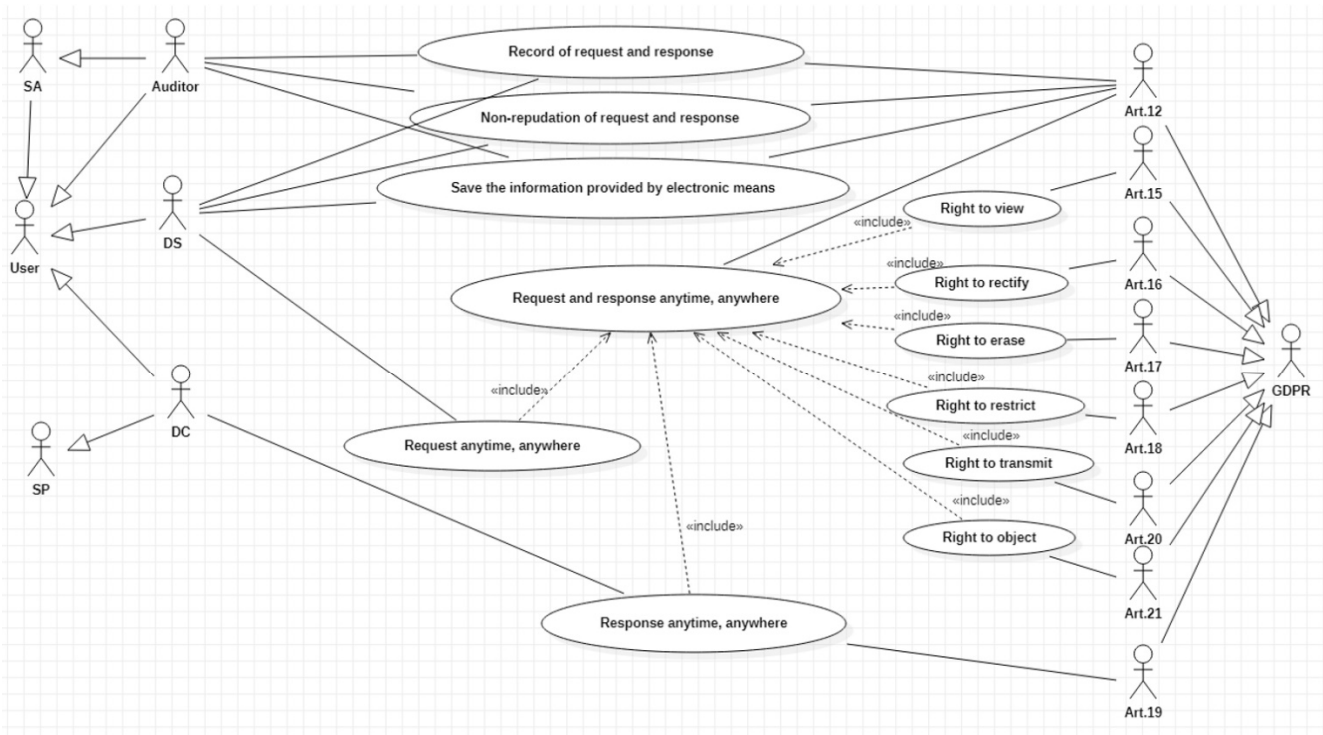 Record of request and response
SA
Auditor
Art.12
Non-repudation of request and response
Save the information provided by electronic means
Art.15
Right to view
«include»
DS
User
«include»
Right to rectify
Art.16
Request and response anytime, anywhere
«include»
Right to erase
Art.17
GDPR
«include»
«include»
Right to restrict
DC
Art.18
Request anytime, anywhere
«include»
Right to transmit
SP
«include»
«include»
Right to object
Art.20
Art.21
Response anytime, anywhere
Art.19